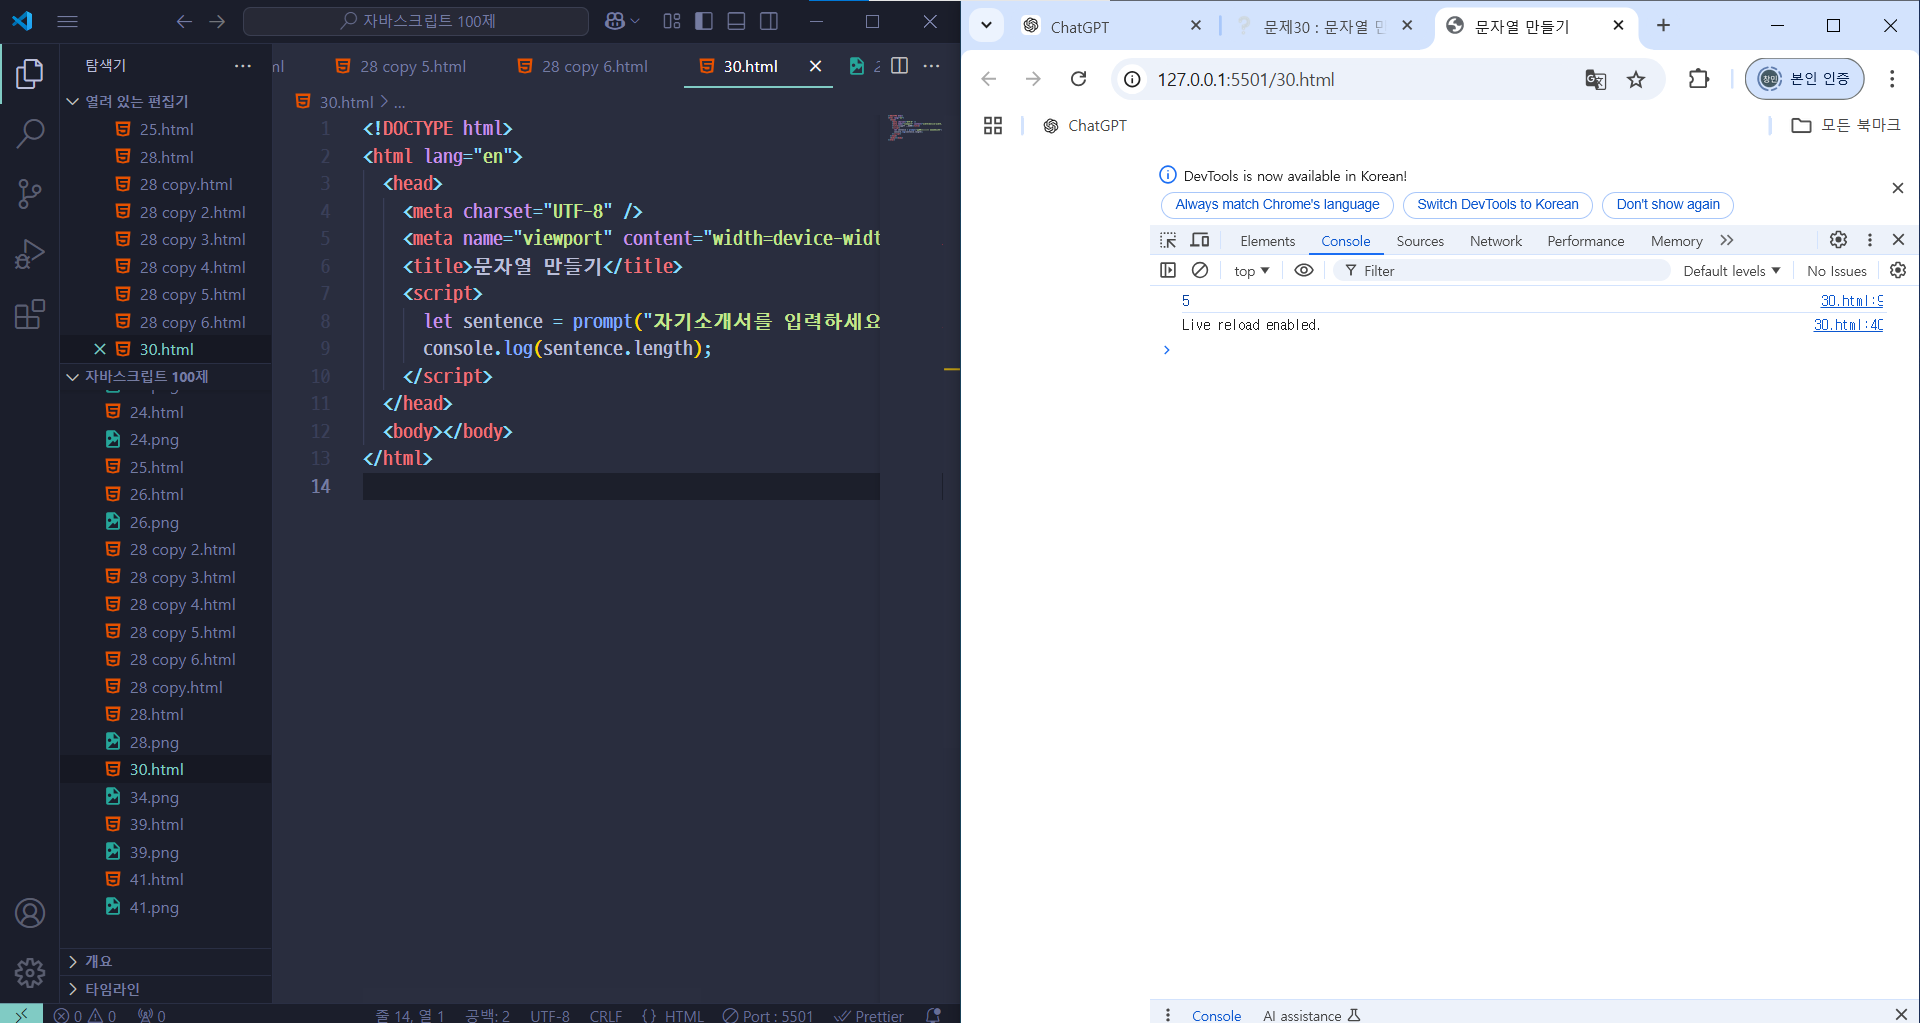 자바스크립트 100제
탐색기
ml
28 copy 5.html
28 copy 6.html
30.html
2
열려 있는 편집기
25.html
28.html
28 copy.html
28 copy 2.html
28 copy 3.html
28 copy 4.html
28 copy 5.html
28 copy 6.html
30.html
자바스크립트 100제
24.html
24.png
25.html
26.html
26.png
28 copy 2.html
28 copy 3.html
28 copy 4.html
28 copy 5.html
28 copy 6.html
28 copy.html
28.html
28.png
30.html
34.png
39.html
39.png
41.html
41.png
개요
타임라인
30.html > ...
1 <!DOCTYPE html>
2 <html lang="en">
3 <head>
4 <meta charset="UTF-8" />
5 <meta name="viewport" content="width=device-widt
6 <title>문자열 만들기</title>
7 <script>
8 let sentence = prompt("자기소개서를 입력하세요
9 console.log(sentence.length);
10 </script>
11 </head>
12 <body></body>
13 </html>
14
0 0 0
줄 14, 열 1
공백: 2
UTF-8
CRLF
{} HTML
Port : 5501
Prettier
ChatGPT
문제30 : 문자열 만
문자열 만들기
127.0.0.1:5501/30.html
본인 인증
ChatGPT
모든 북마크
DevTools is now available in Korean!
Always match Chrome's language
Switch DevTools to Korean
Don't show again
Elements Console Sources Network Performance Memory
top
Filter
Default levels
No Issues
5 30.html:9
Live reload enabled. 30.html:40
Console
AI assistance